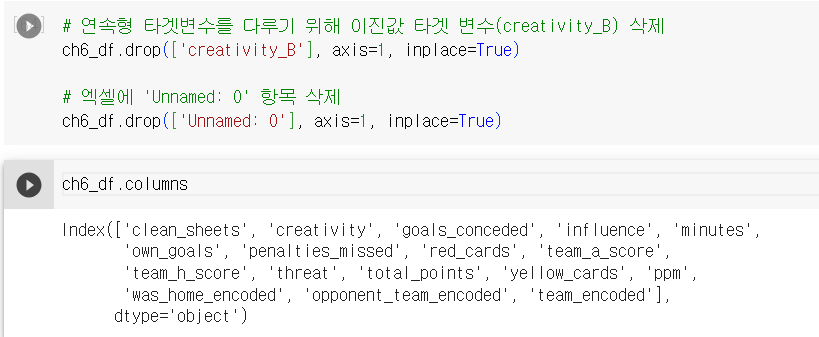 # 연속형 타겟변수를 다루기 위해 이진값 타겟 변수(creativity_B) 삭제
ch6_df.drop(['creativity_B'], axis=1, inplace=True)
# 엑셀에 'Unnamed: 0' 항목 삭제
ch6_df.drop(['Unnamed: 0'], axis=1, inplace=True)
ch6_df.columns
Index(['clean_sheets', 'creativity', 'goals_conceded', 'influence', 'minutes',
'own_goals', 'penalties_missed', 'red_cards', 'team_a_score',
'team_h_score', 'threat', 'total_points', 'yellow_cards', 'ppm',
'was_home_encoded', 'opponent_team_encoded', 'team_encoded'],
dtype='object')